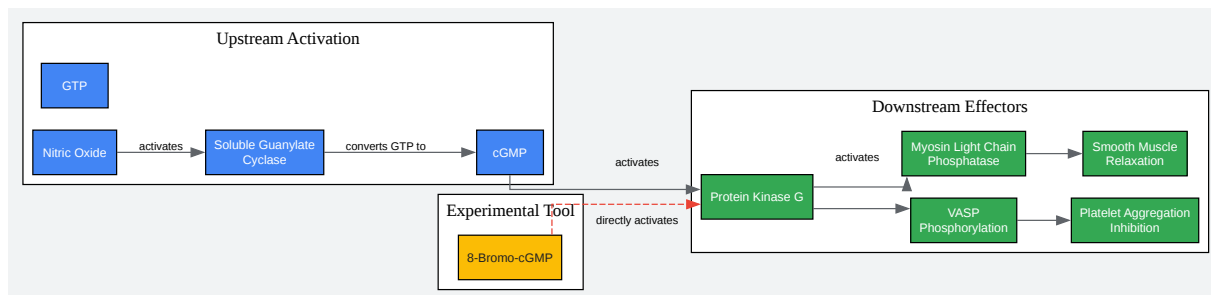 Upstream Activation
GTP
Nitric Oxide
activates
Soluble Guanylate
Cyclase
converts GTP to
cGMP
activates
Experimental Tool
8-Bromo-cGMP
directly activates
Downstream Effectors
Protein Kinase G
activates
Myosin Light Chain
Phosphatase
Smooth Muscle
Relaxation
VASP
Phosphorylation
Platelet Aggregation
Inhibition